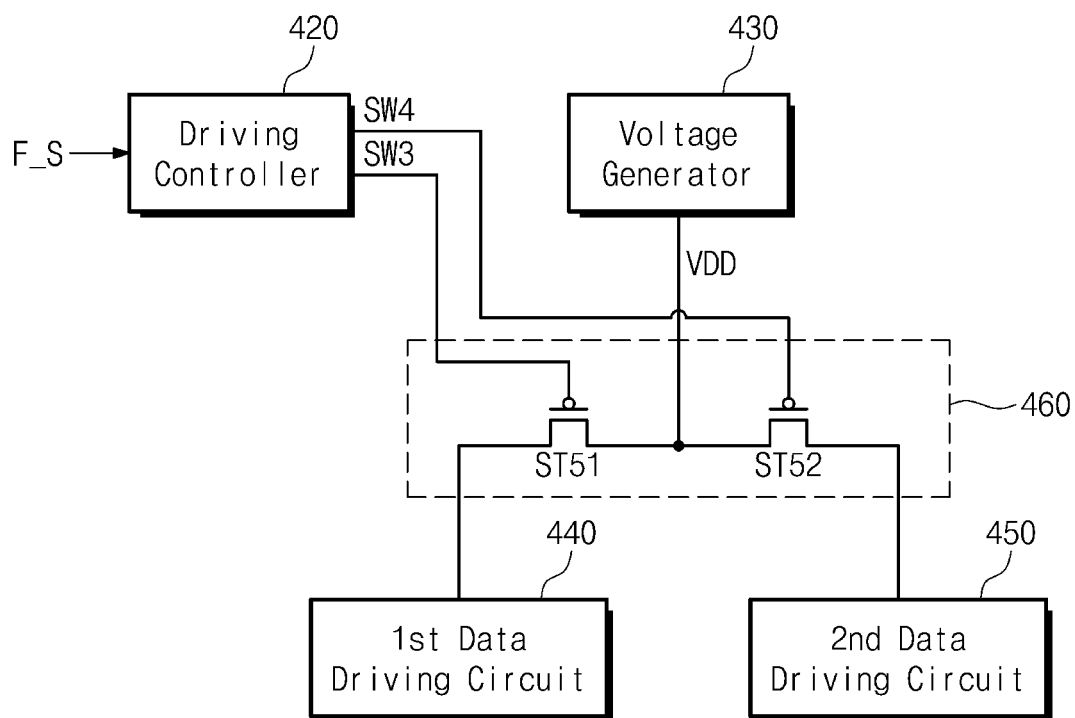 420
430
Driving
Controller
F_S
SW4
SW3
Voltage
Generator
VDD
460
ST51
ST52
440
450
1st Data
Driving Circuit
2nd Data
Driving Circuit